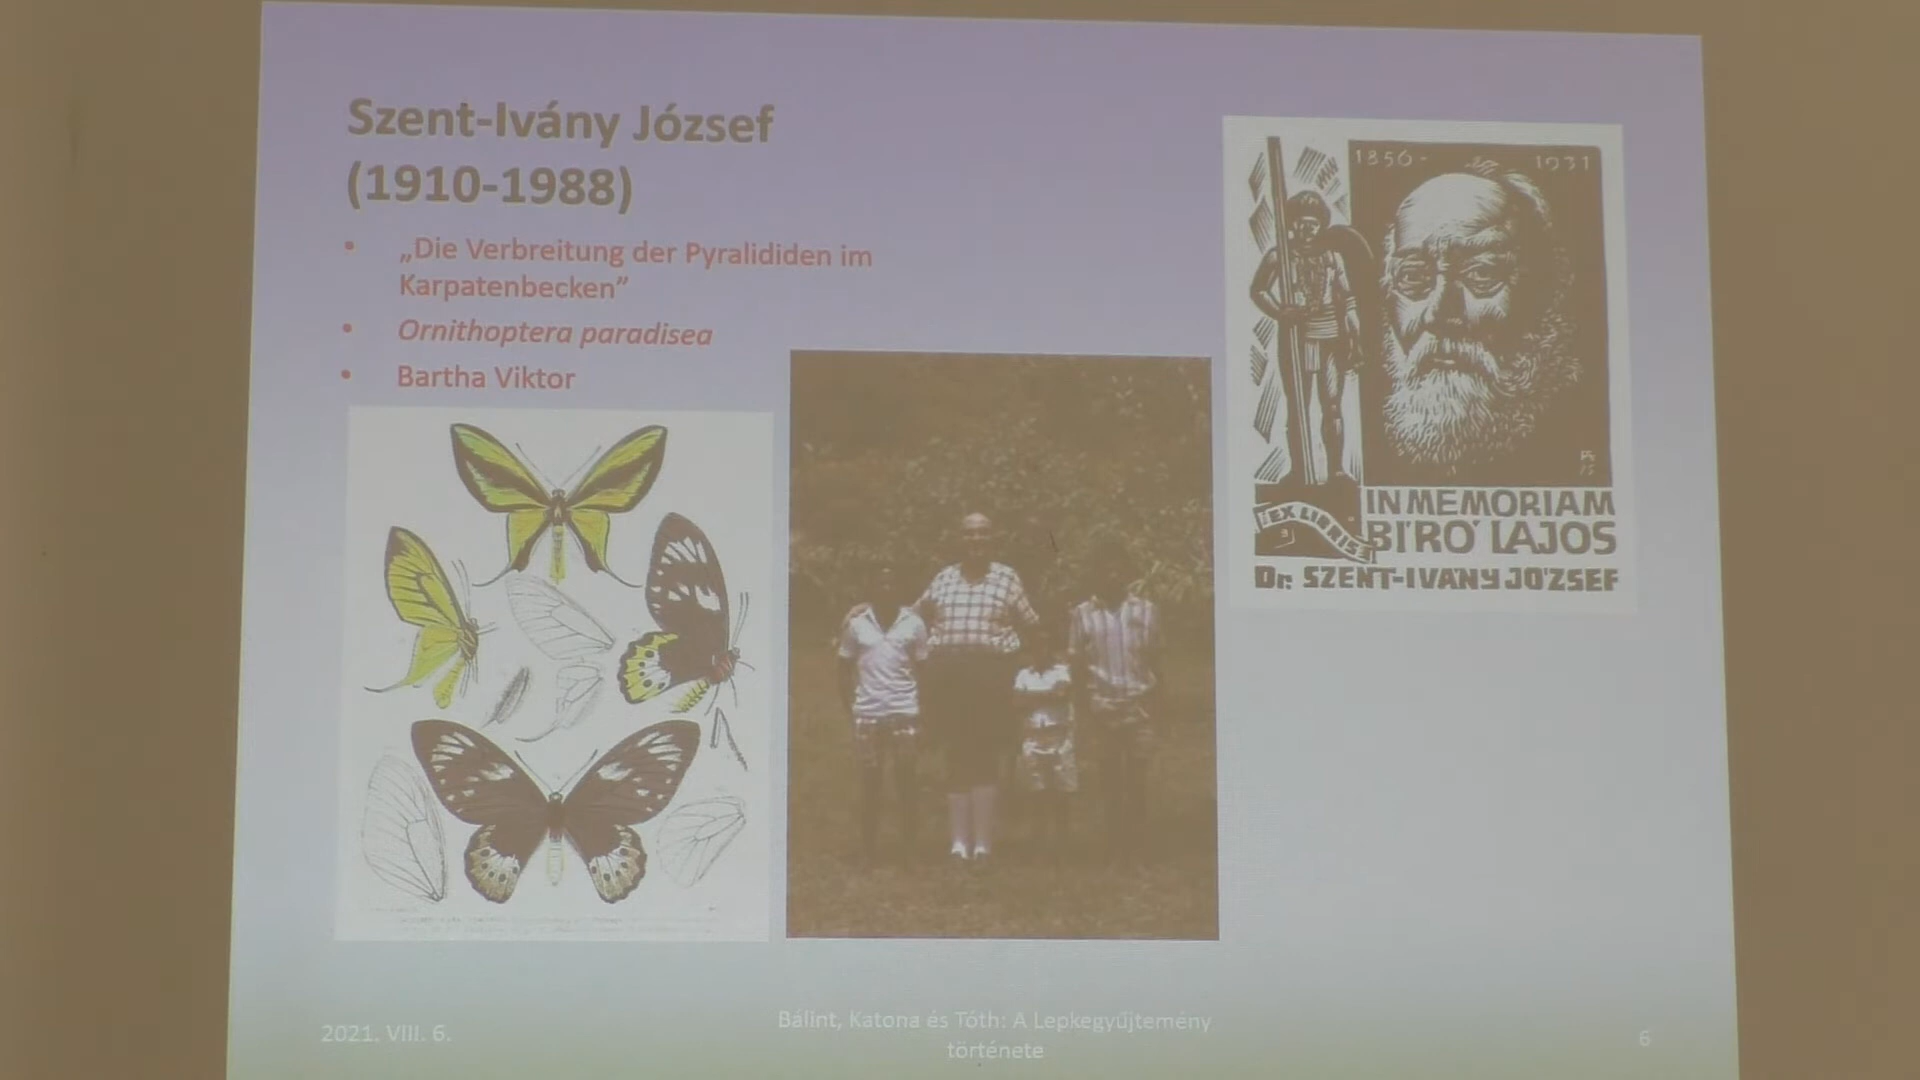 Szent-Ivány József
(1910-1988)
• „Die Verbreitung der Pyralididen im
Karpatenbecken”
• Ornithoptera paradisea
• Bartha Viktor
1856- 1931
EX LIBRIS
IN MEMORIAM
BÍRÓ LAJOS
Dr. SZENT-IVÁNY JÓZSEF
2021. VIII. 6.
Bálint, Katona és Tóth: A Lepkegyűjtemény
története
6